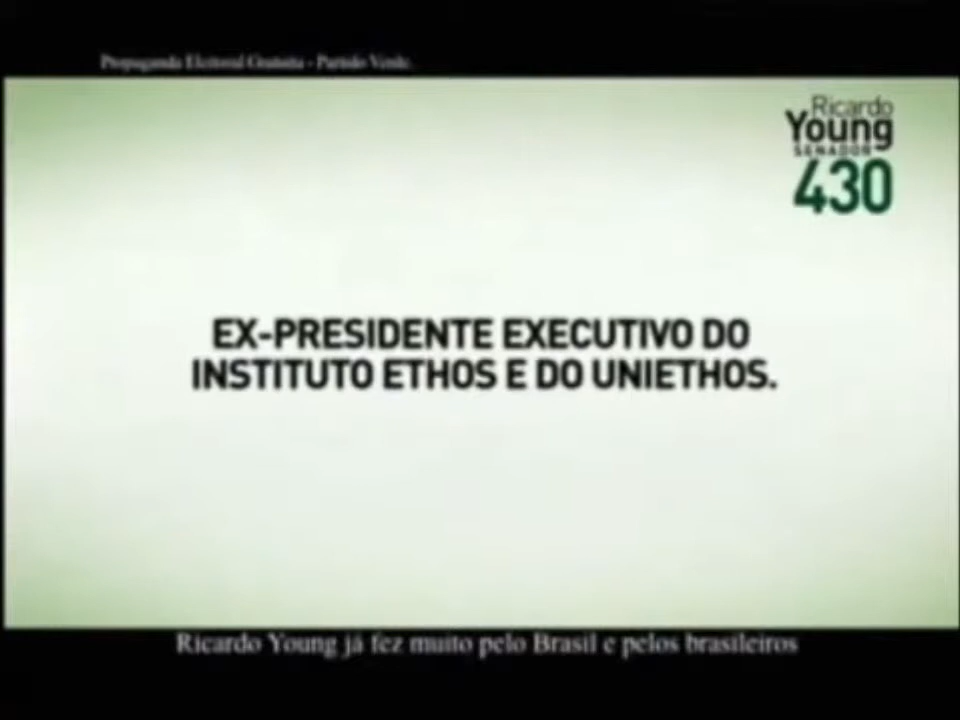 Propaganda Eleitoral Gratuita - Partido Verde.
Ricardo
Young
SENADOR
430
EX-PRESIDENTE EXECUTIVO DO
INSTITUTO ETHOS E DO UNIETHOS.
Ricardo Young já fez muito pelo Brasil e pelos brasileiros